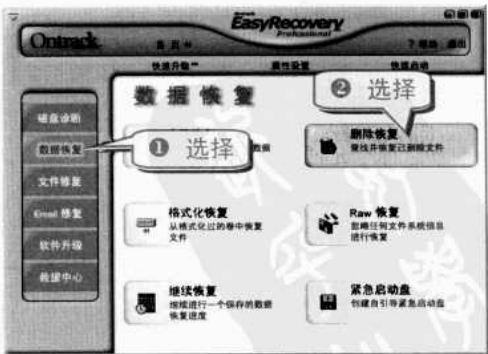 EasyRecovery
Professional
Ontrack
首页
? 帮助 退出
快速升级 属性设置 快速启动
数据恢复
❷ 选择
磁盘诊断
数据恢复
文件修复
Email 修复
软件升级
救援中心
❶ 选择
数据
删除恢复
查找并恢复已删除文件
格式化恢复
从格式化过的卷中恢复
文件
Raw 恢复
忽略任何文件系统信息
进行恢复
继续恢复
继续进行一个保存的数据
恢复进度
紧急启动盘
创建自引导紧急启动盘